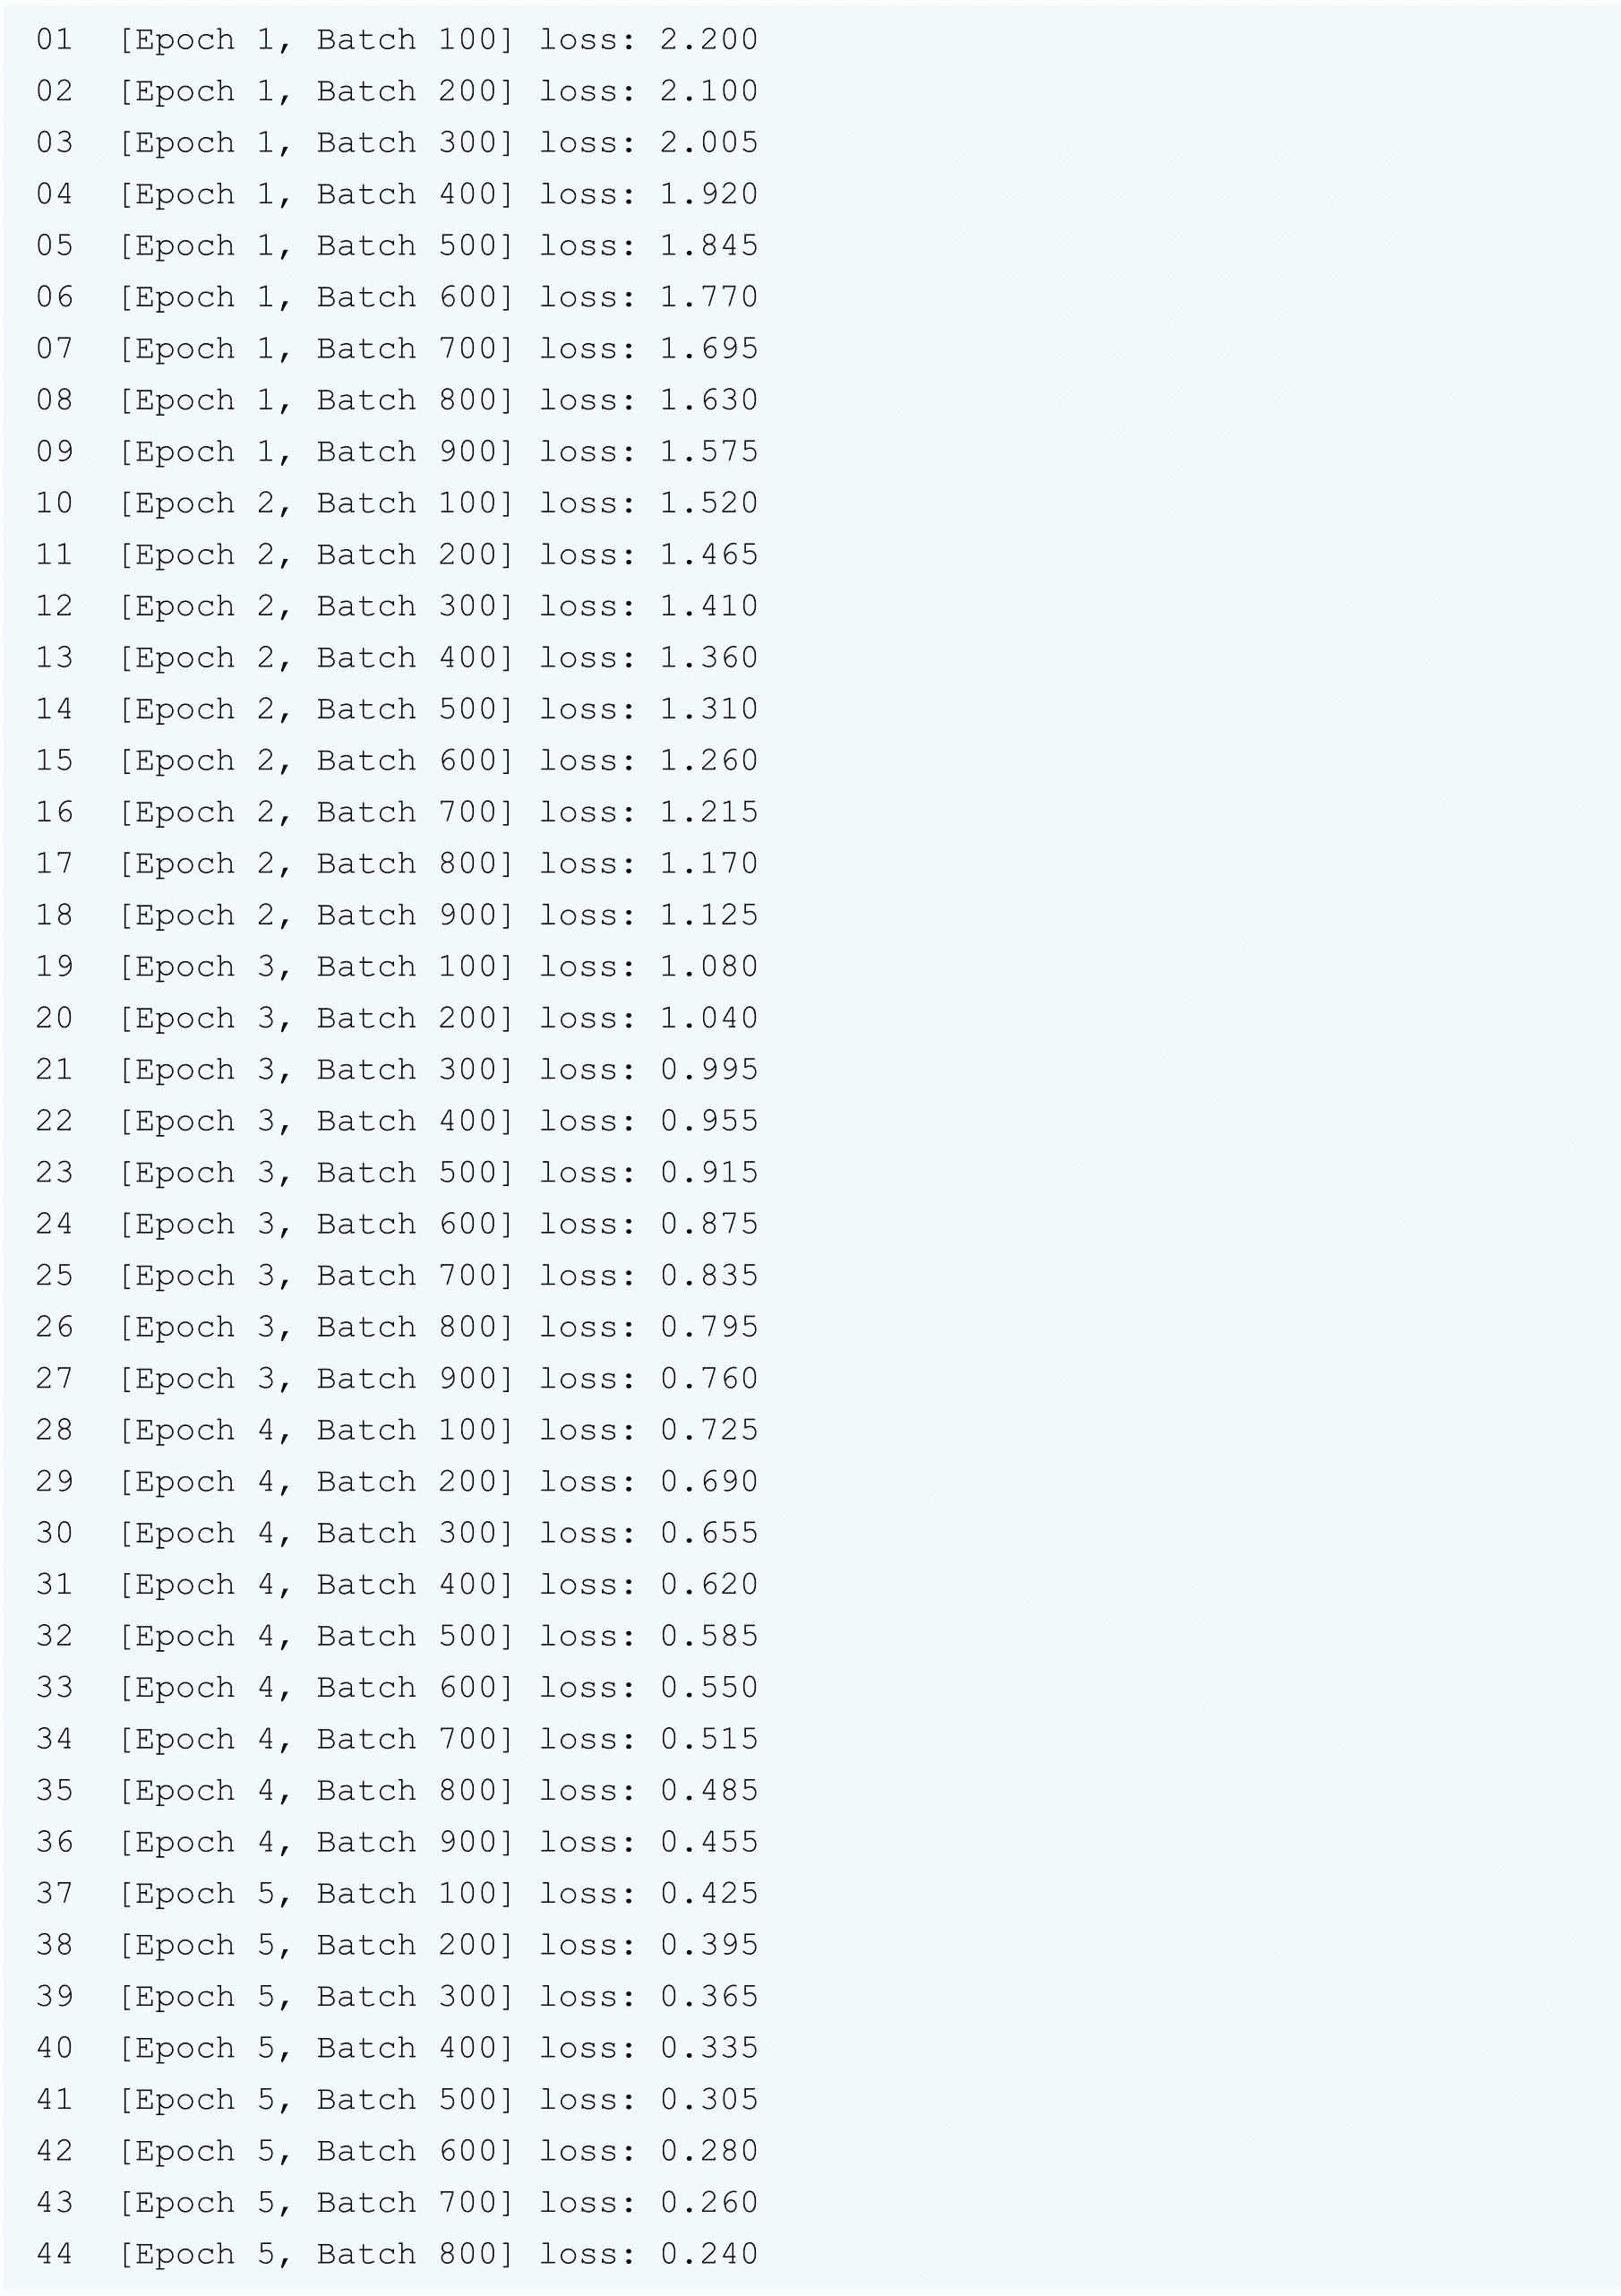 01 [Epoch 1, Batch 100] loss: 2.200
02 [Epoch 1, Batch 200] loss: 2.100
03 [Epoch 1, Batch 300] loss: 2.005
04 [Epoch 1, Batch 400] loss: 1.920
05 [Epoch 1, Batch 500] loss: 1.845
06 [Epoch 1, Batch 600] loss: 1.770
07 [Epoch 1, Batch 700] loss: 1.695
08 [Epoch 1, Batch 800] loss: 1.630
09 [Epoch 1, Batch 900] loss: 1.575
10 [Epoch 2, Batch 100] loss: 1.520
11 [Epoch 2, Batch 200] loss: 1.465
12 [Epoch 2, Batch 300] loss: 1.410
13 [Epoch 2, Batch 400] loss: 1.360
14 [Epoch 2, Batch 500] loss: 1.310
15 [Epoch 2, Batch 600] loss: 1.260
16 [Epoch 2, Batch 700] loss: 1.215
17 [Epoch 2, Batch 800] loss: 1.170
18 [Epoch 2, Batch 900] loss: 1.125
19 [Epoch 3, Batch 100] loss: 1.080
20 [Epoch 3, Batch 200] loss: 1.040
21 [Epoch 3, Batch 300] loss: 0.995
22 [Epoch 3, Batch 400] loss: 0.955
23 [Epoch 3, Batch 500] loss: 0.915
24 [Epoch 3, Batch 600] loss: 0.875
25 [Epoch 3, Batch 700] loss: 0.835
26 [Epoch 3, Batch 800] loss: 0.795
27 [Epoch 3, Batch 900] loss: 0.760
28 [Epoch 4, Batch 100] loss: 0.725
29 [Epoch 4, Batch 200] loss: 0.690
30 [Epoch 4, Batch 300] loss: 0.655
31 [Epoch 4, Batch 400] loss: 0.620
32 [Epoch 4, Batch 500] loss: 0.585
33 [Epoch 4, Batch 600] loss: 0.550
34 [Epoch 4, Batch 700] loss: 0.515
35 [Epoch 4, Batch 800] loss: 0.485
36 [Epoch 4, Batch 900] loss: 0.455
37 [Epoch 5, Batch 100] loss: 0.425
38 [Epoch 5, Batch 200] loss: 0.395
39 [Epoch 5, Batch 300] loss: 0.365
40 [Epoch 5, Batch 400] loss: 0.335
41 [Epoch 5, Batch 500] loss: 0.305
42 [Epoch 5, Batch 600] loss: 0.280
43 [Epoch 5, Batch 700] loss: 0.260
44 [Epoch 5, Batch 800] loss: 0.240